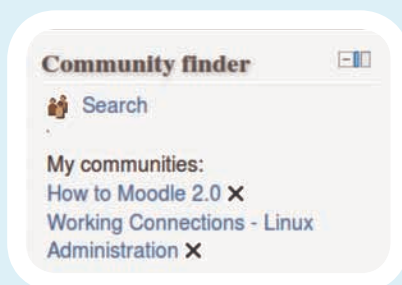 Community finder
Search
My communities:
How to Moodle 2.0 ✕
Working Connections - Linux
Administration ✕